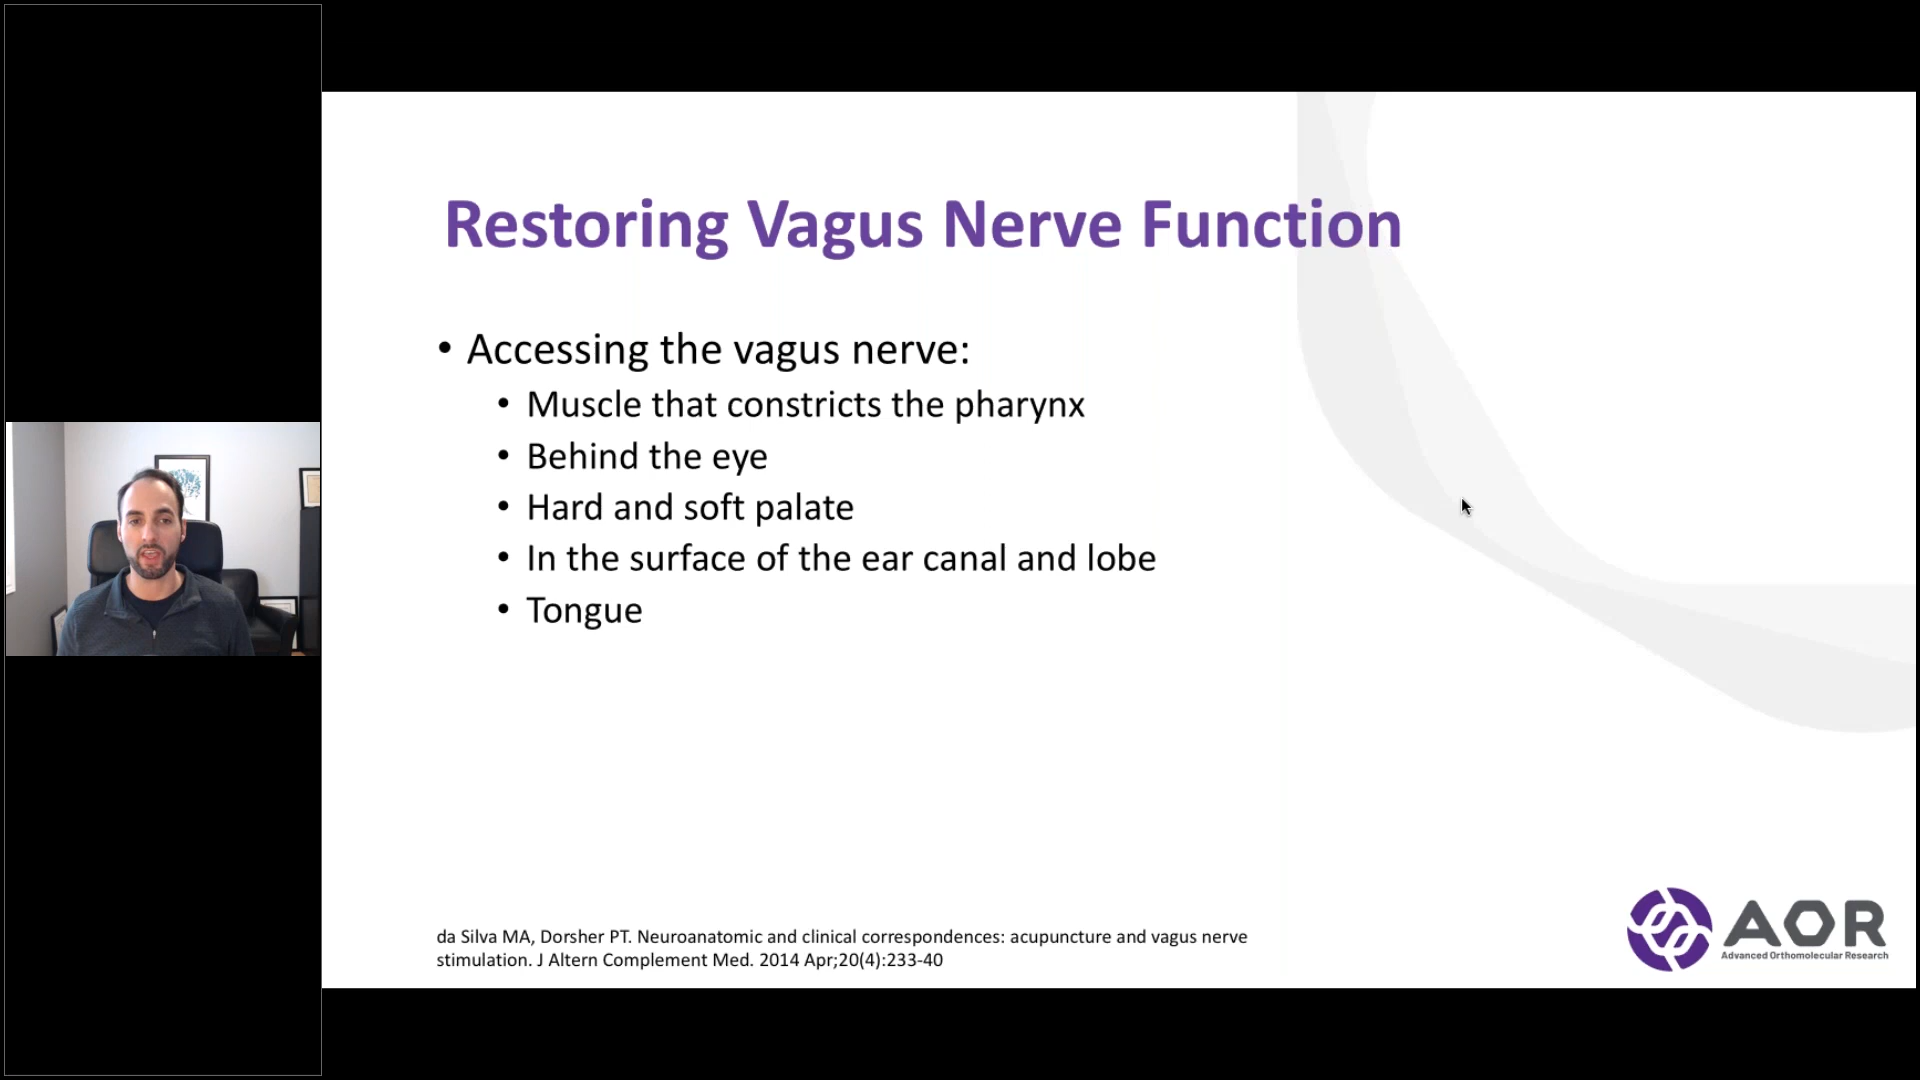 Restoring Vagus Nerve Function
• Accessing the vagus nerve:
• Muscle that constricts the pharynx
• Behind the eye
• Hard and soft palate
• In the surface of the ear canal and lobe
• Tongue
da Silva MA, Dorsher PT. Neuroanatomic and clinical correspondences: acupuncture and vagus nerve
stimulation. J Altern Complement Med. 2014 Apr;20(4):233-40
AOR
Advanced Orthomolecular Research